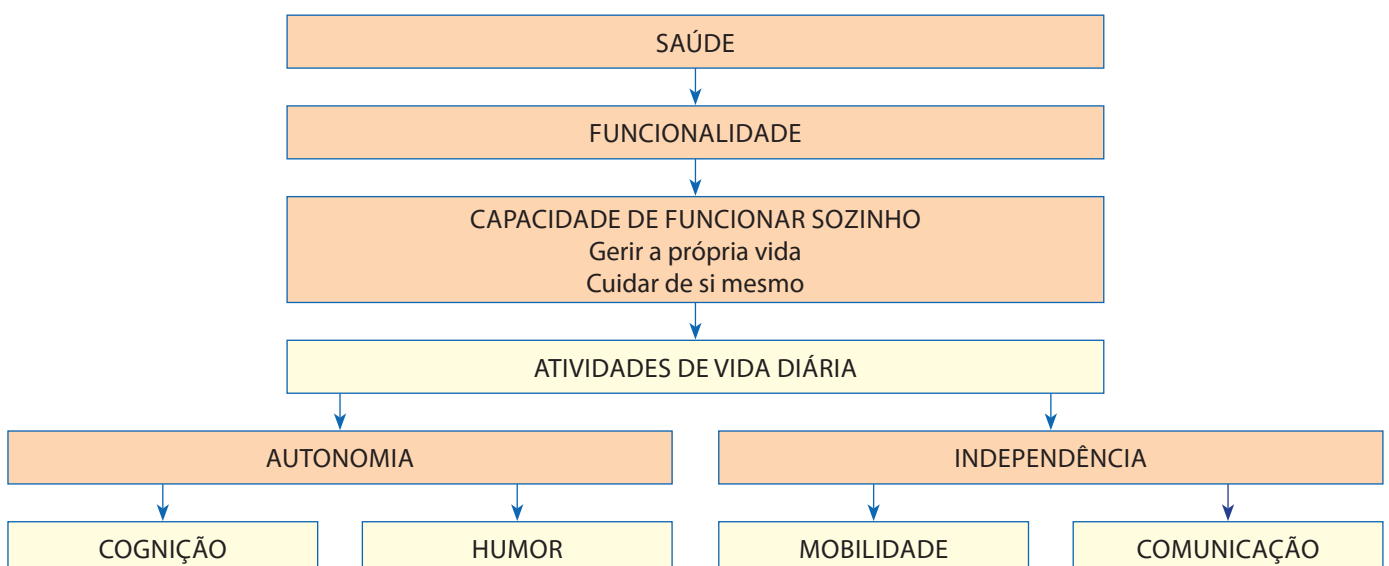 SAÚDE
FUNCIONALIDADE
CAPACIDADE DE FUNCIONAR SOZINHO
Gerir a própria vida
Cuidar de si mesmo
ATIVIDADES DE VIDA DIÁRIA
AUTONOMIA
INDEPENDÊNCIA
COGNIÇÃO
HUMOR
MOBILIDADE
COMUNICAÇÃO